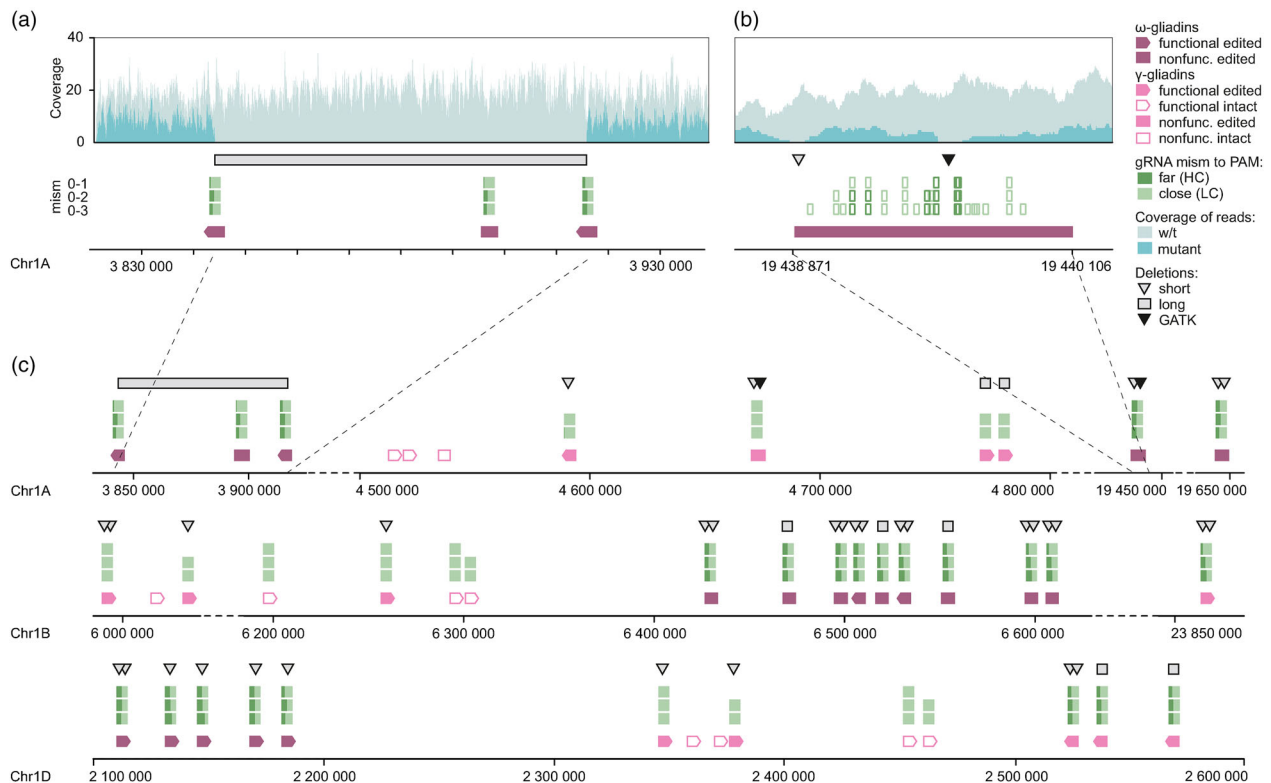 (a)
(b)
Coverage
40
20
0
mism
0-1
0-2
0-3
Chr1A
3 830 000
3 930 000
19 438 871
19 440 106
ω-gliadins
functional edited
nonfunc. edited
γ-gliadins
functional edited
functional intact
nonfunc. edited
nonfunc. intact
gRNA mism to PAM:
far (HC)
close (LC)
Coverage of reads:
w/t
mutant
Deletions:
short
long
GATK
(c)
Chr1A
3 850 000
3 900 000
4 500 000
4 600 000
4 700 000
4 800 000
19 450 000
19 650 000
Chr1B
6 000 000
6 200 000
6 300 000
6 400 000
6 500 000
6 600 000
23 850 000
Chr1D
2 100 000
2 200 000
2 300 000
2 400 000
2 500 000
2 600 000